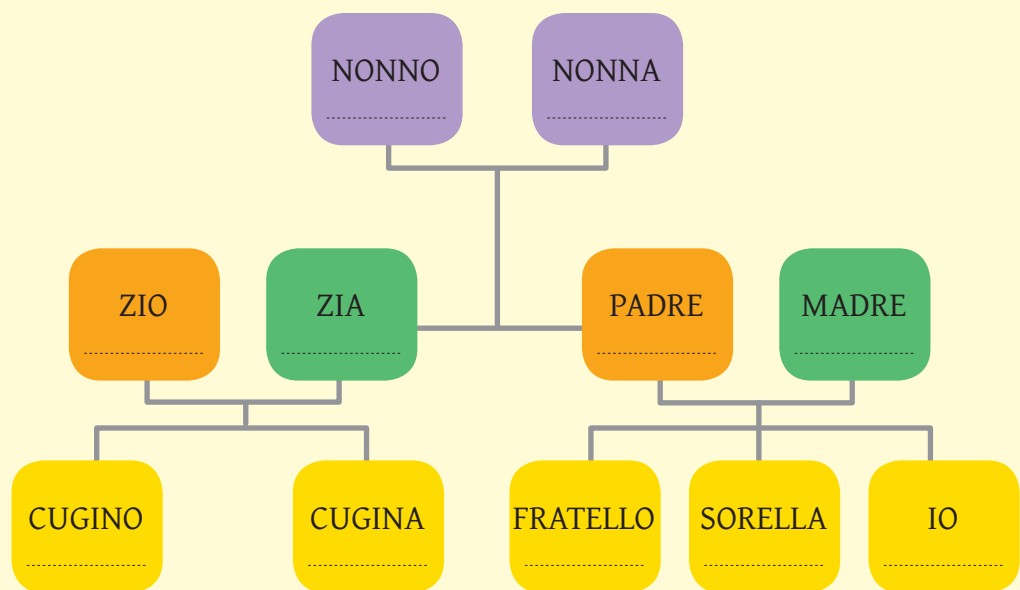 NONNO
NONNA
ZIO
ZIA
PADRE
MADRE
CUGINO
CUGINA
FRATELLO
SORELLA
IO